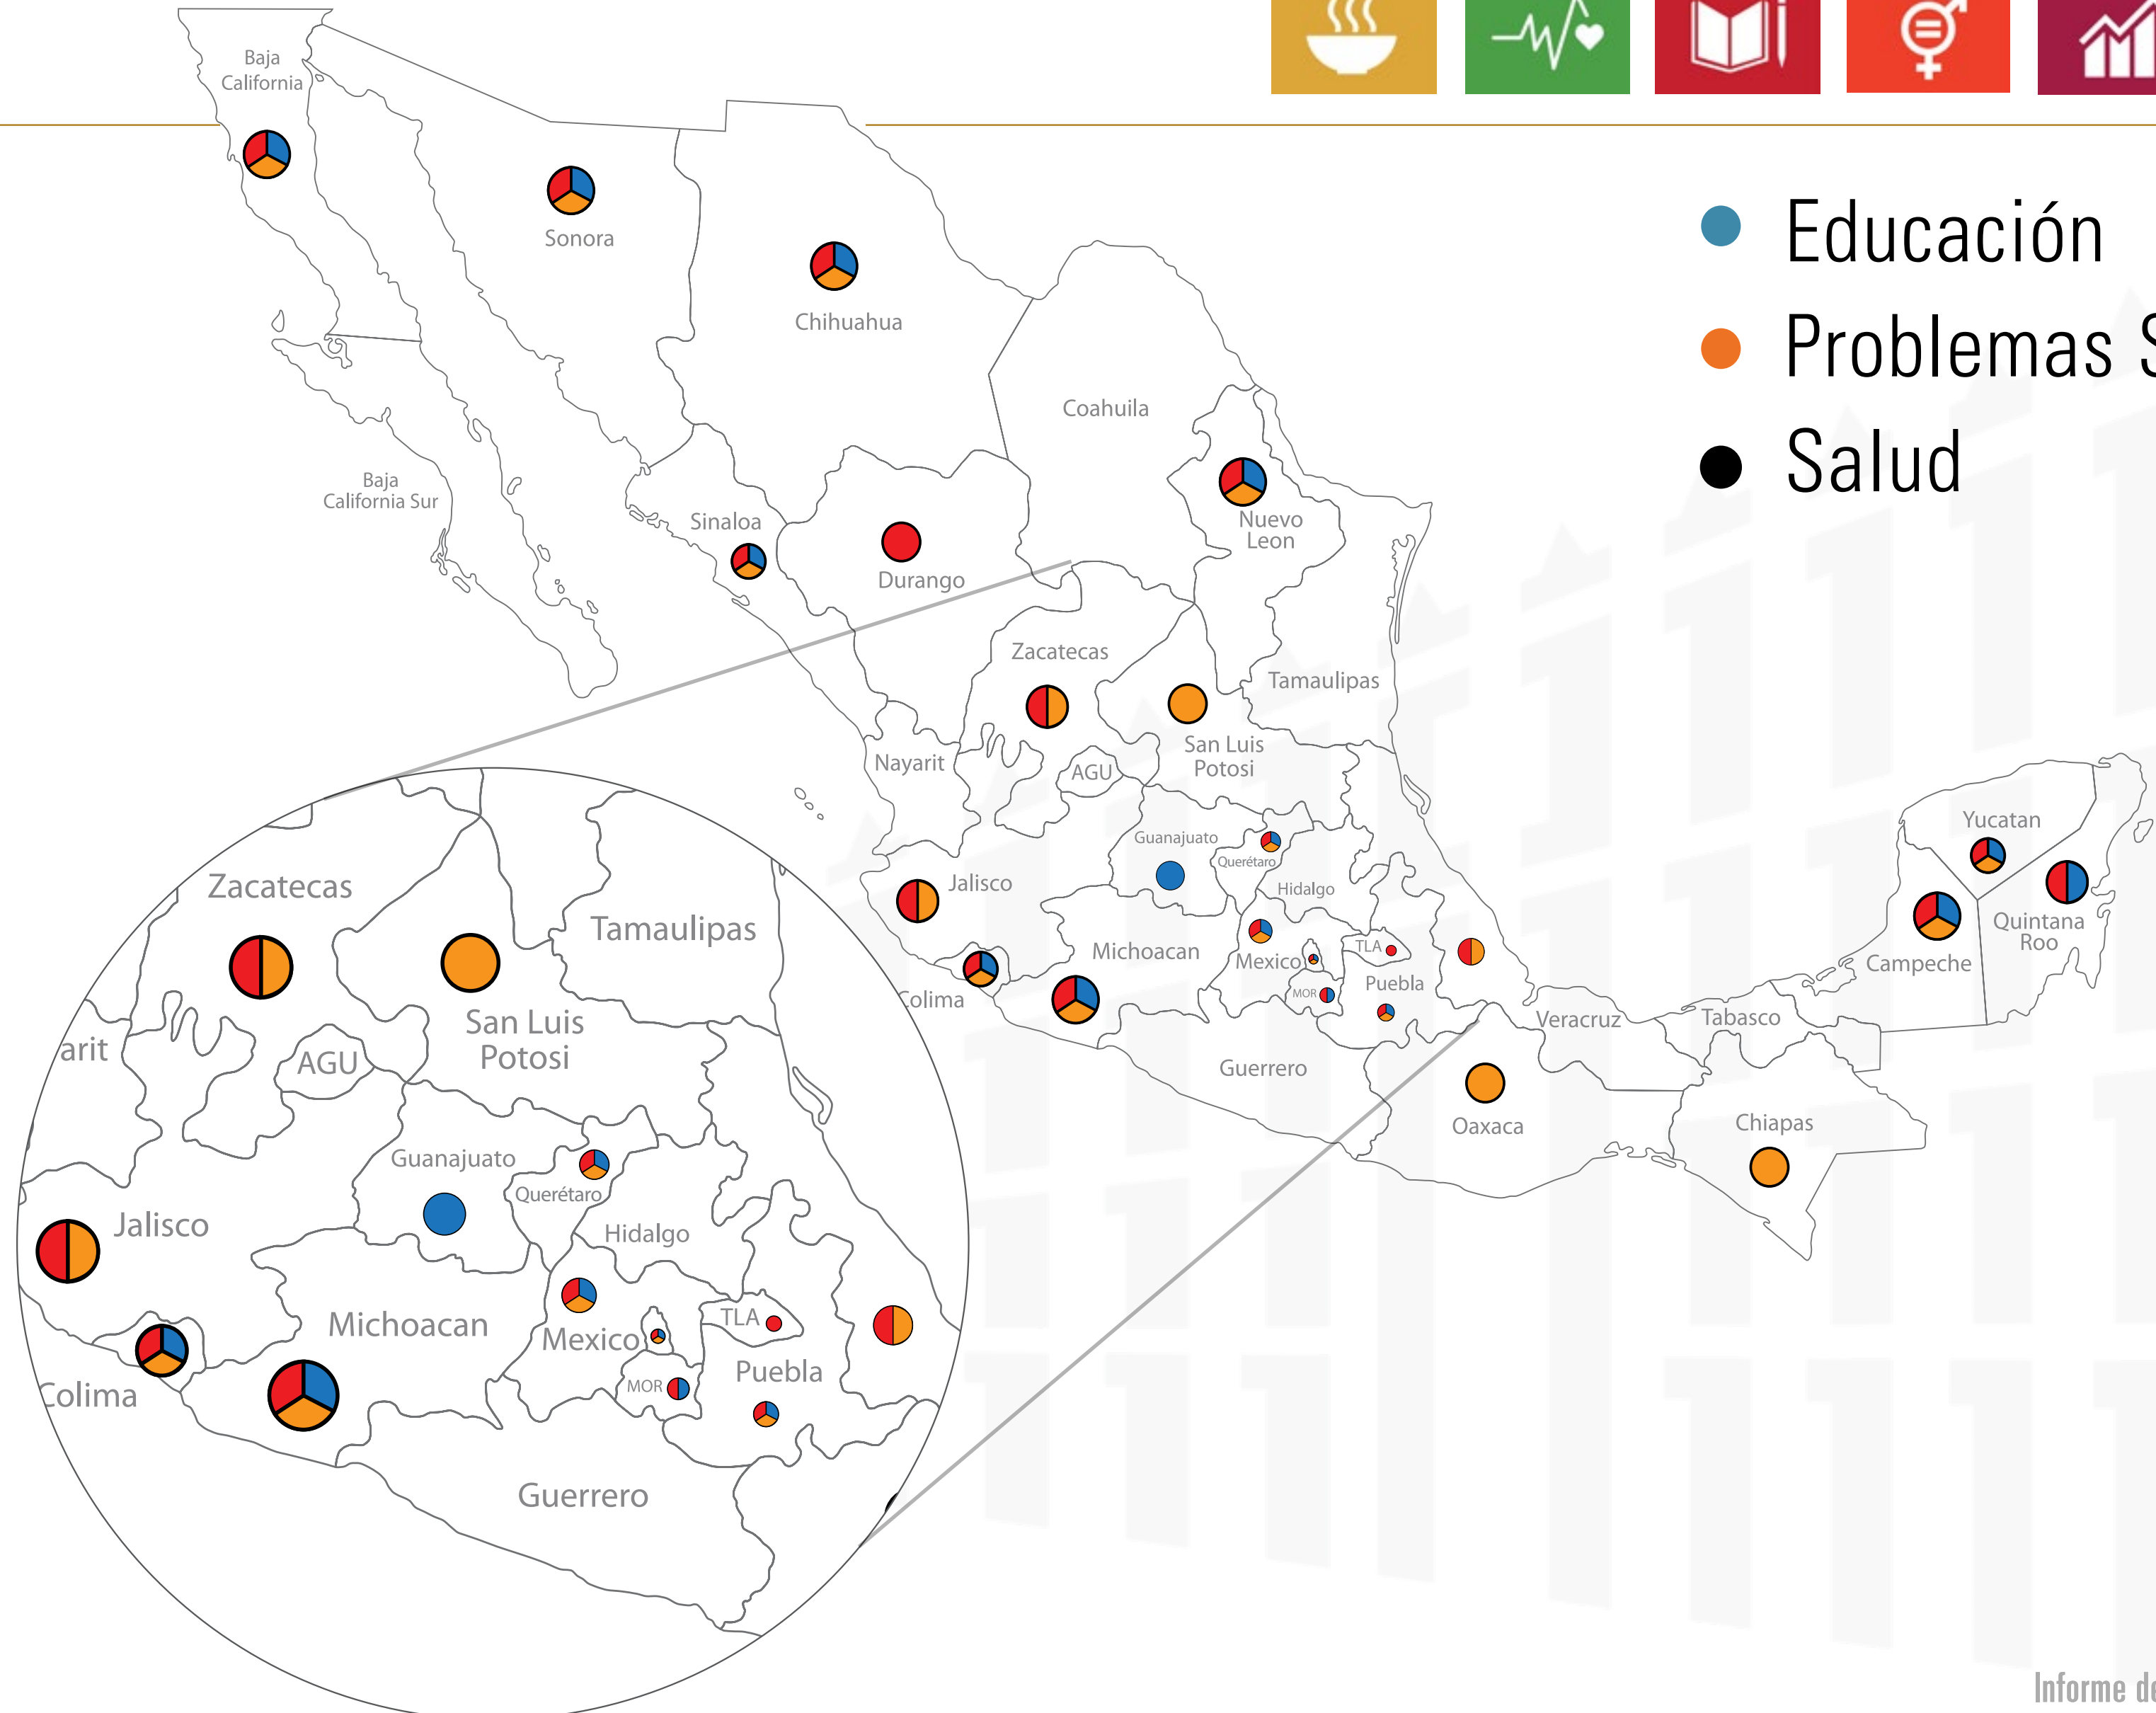 Baja
California
Sonora
Chihuahua
Coahuila
Baja
California Sur
Sinaloa
Durango
Nuevo
Leon
Zacatecas
Tamaulipas
San Luis
Potosi
Nayarit
AGU
Guanajuato
Querétaro
Jalisco
Hidalgo
Michoacan
Mexico
TLA
MOR
Puebla
Colima
Guerrero
Veracruz
Oaxaca
Tabasco
Chiapas
Yucatan
Quintana
Roo
Campeche
Educación
Problemas S
Salud
Zacatecas
Tamaulipas
San Luis
Potosi
arit
AGU
Guanajuato
Querétaro
Jalisco
Hidalgo
Michoacan
Mexico
TLA
MOR
Puebla
Colima
Guerrero
Informe de